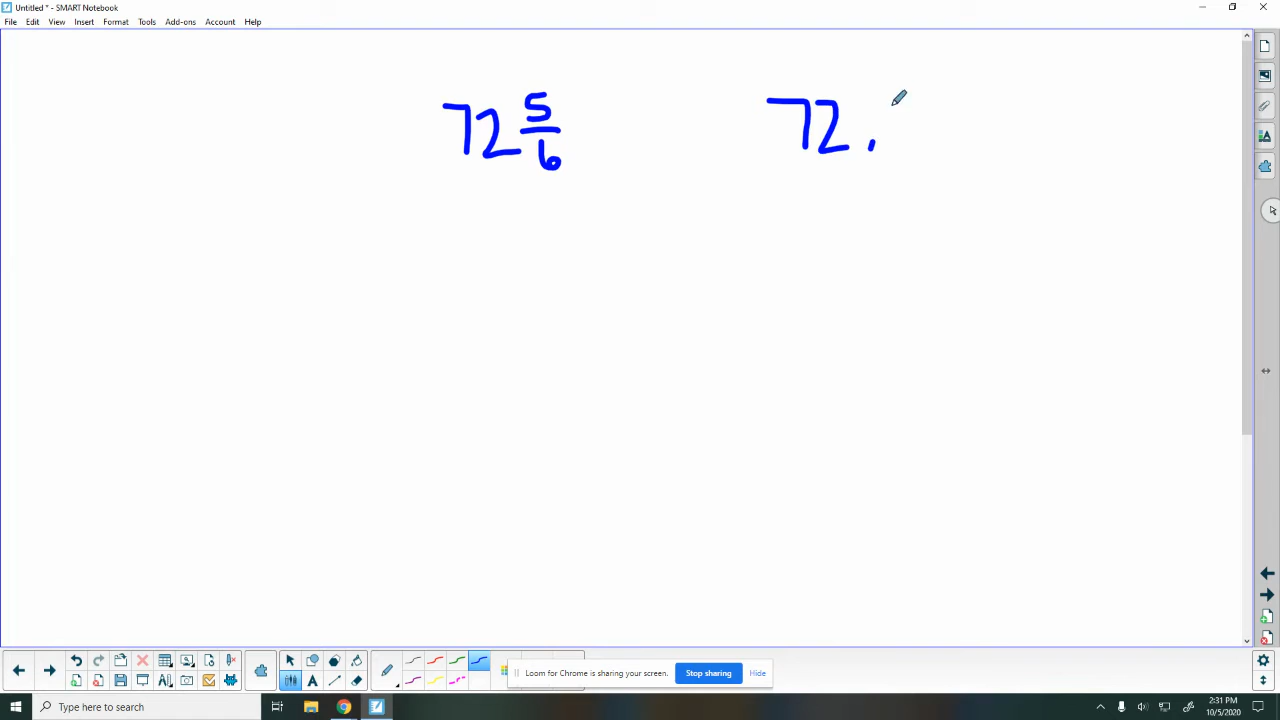 Untitled * - SMART Notebook
File Edit View Insert Format Tools Add-ons Account Help
72 5/6 72.
Loom for Chrome is sharing your screen. Stop sharing Hide
Type here to search
2:31 PM
10/5/2020